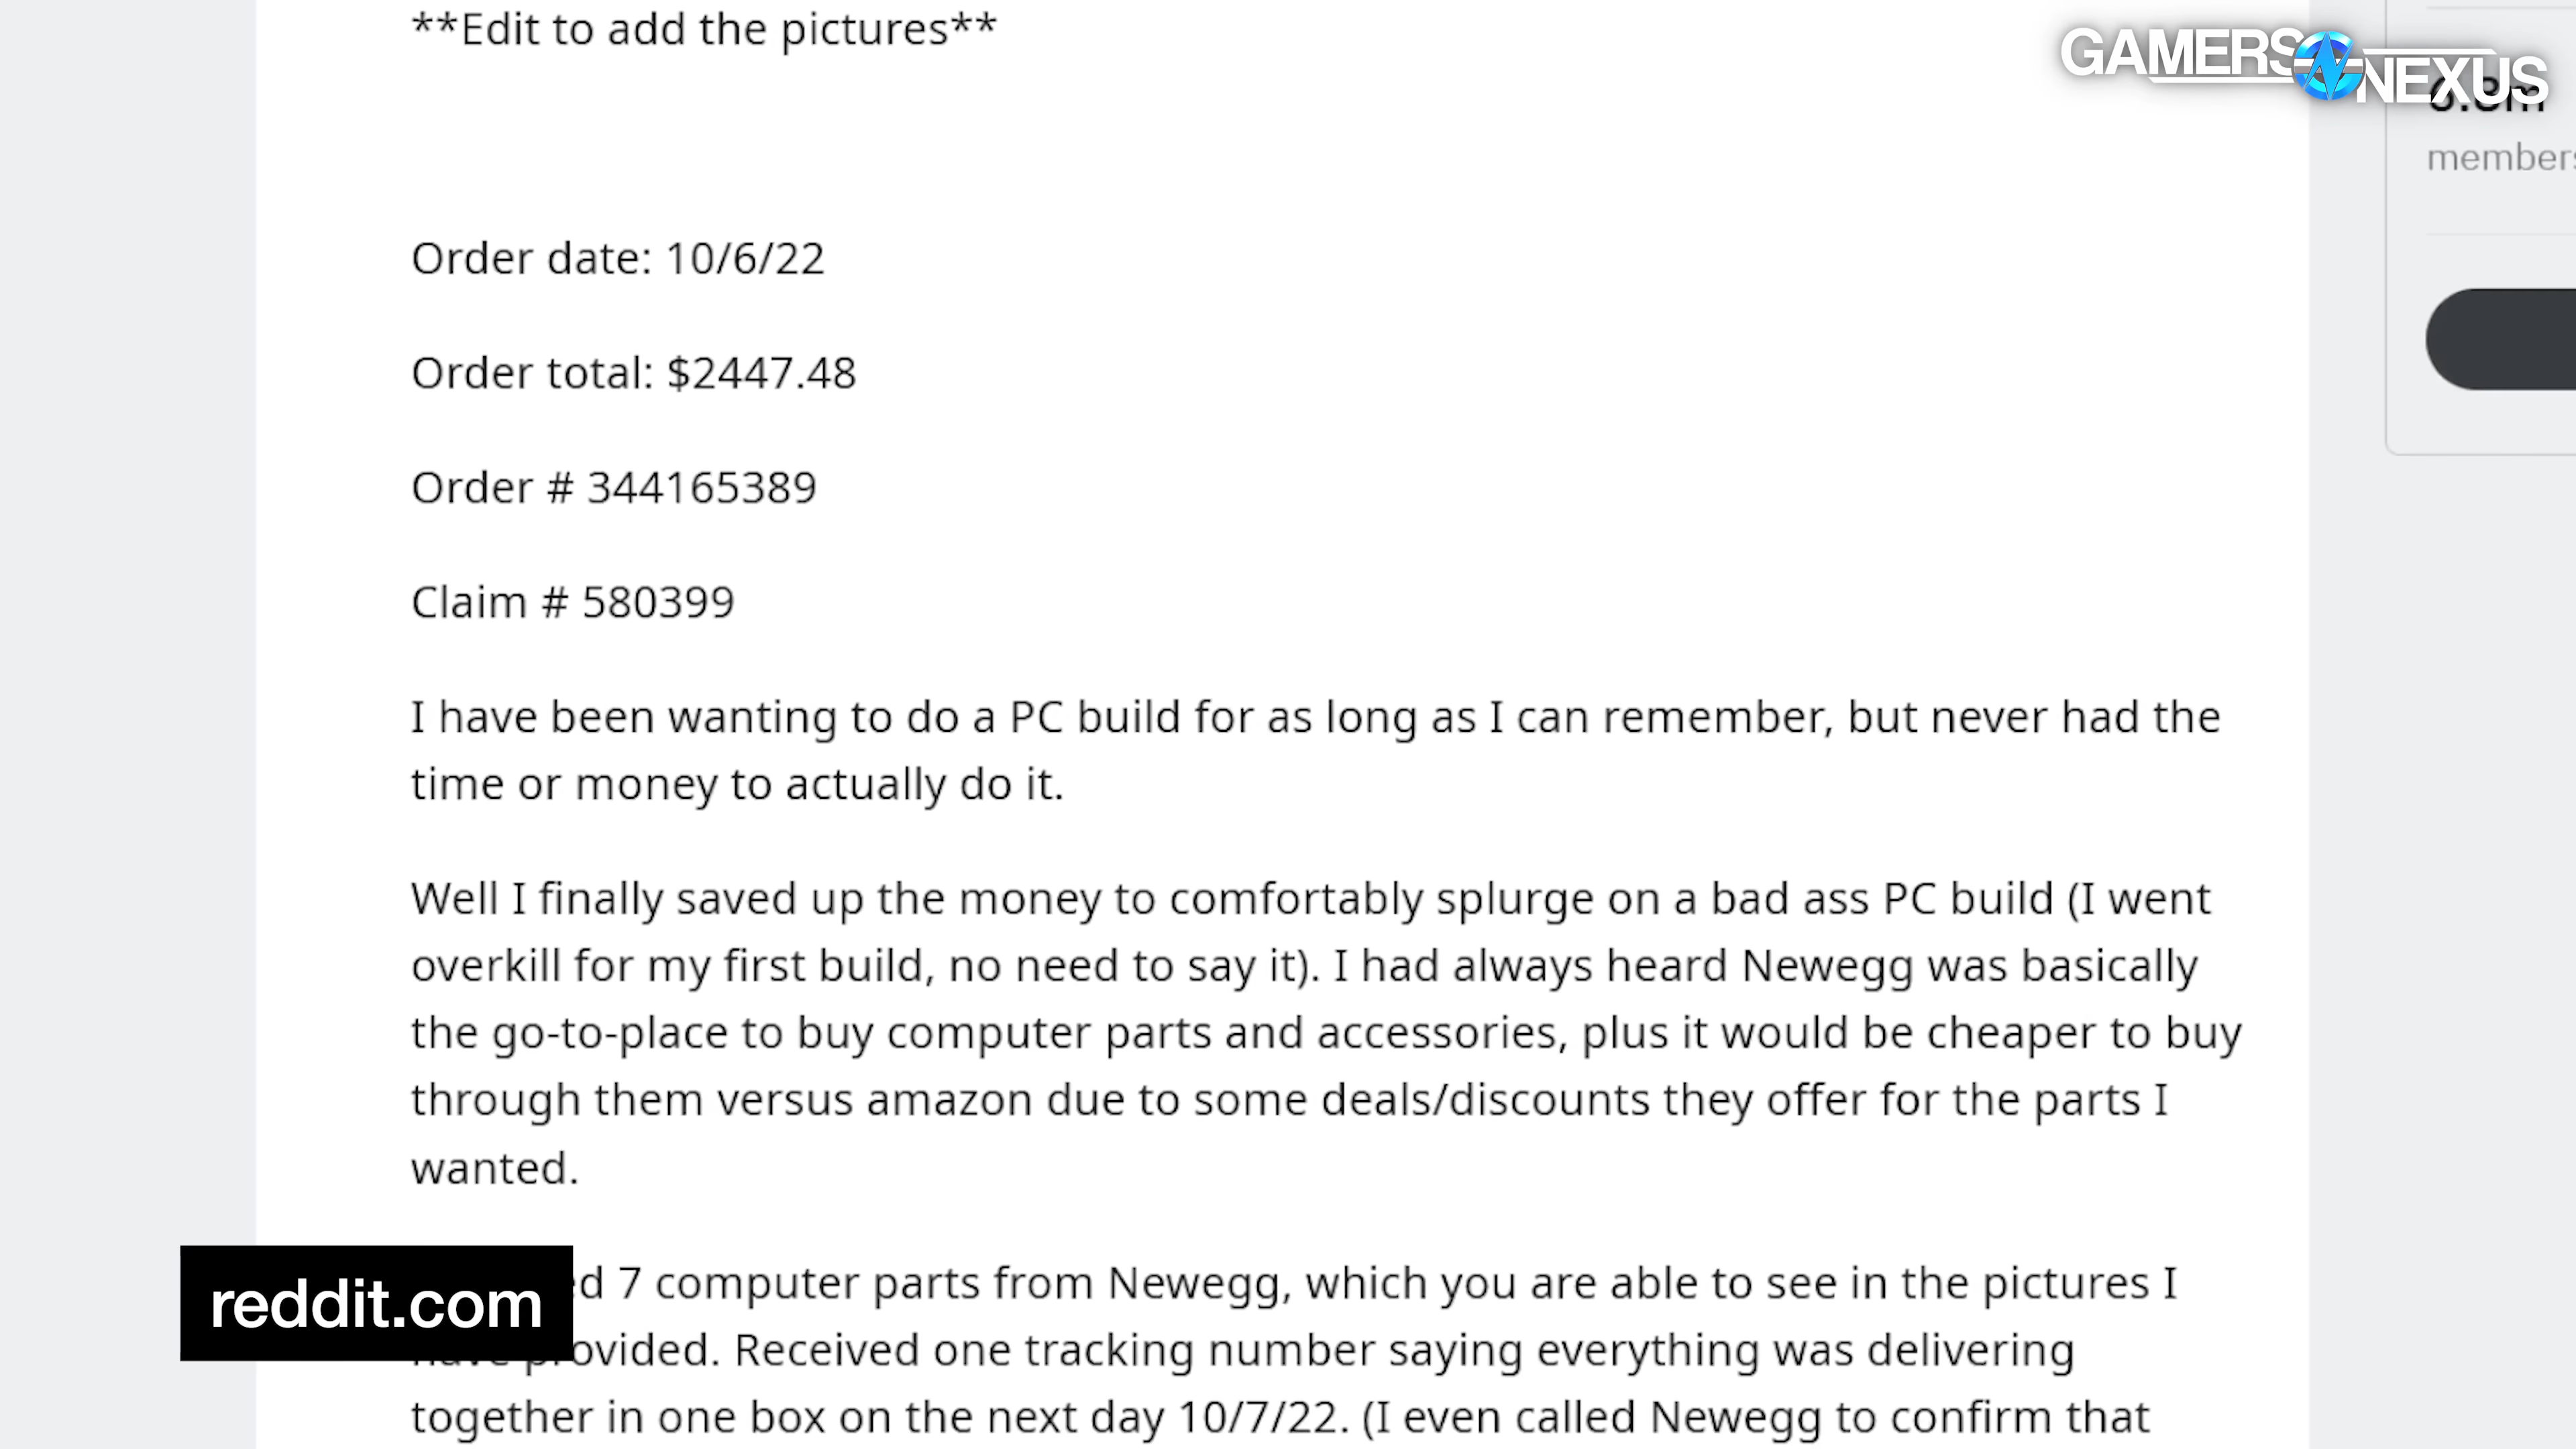 **Edit to add the pictures**
GAMERS NEXUS
members
Order date: 10/6/22
Order total: $2447.48
Order # 344165389
Claim # 580399
I have been wanting to do a PC build for as long as I can remember, but never had the
time or money to actually do it.
Well I finally saved up the money to comfortably splurge on a bad ass PC build (I went
overkill for my first build, no need to say it). I had always heard Newegg was basically
the go-to-place to buy computer parts and accessories, plus it would be cheaper to buy
through them versus amazon due to some deals/discounts they offer for the parts I
wanted.
7 computer parts from Newegg, which you are able to see in the pictures I
have provided. Received one tracking number saying everything was delivering
together in one box on the next day 10/7/22. (I even called Newegg to confirm that
reddit.com